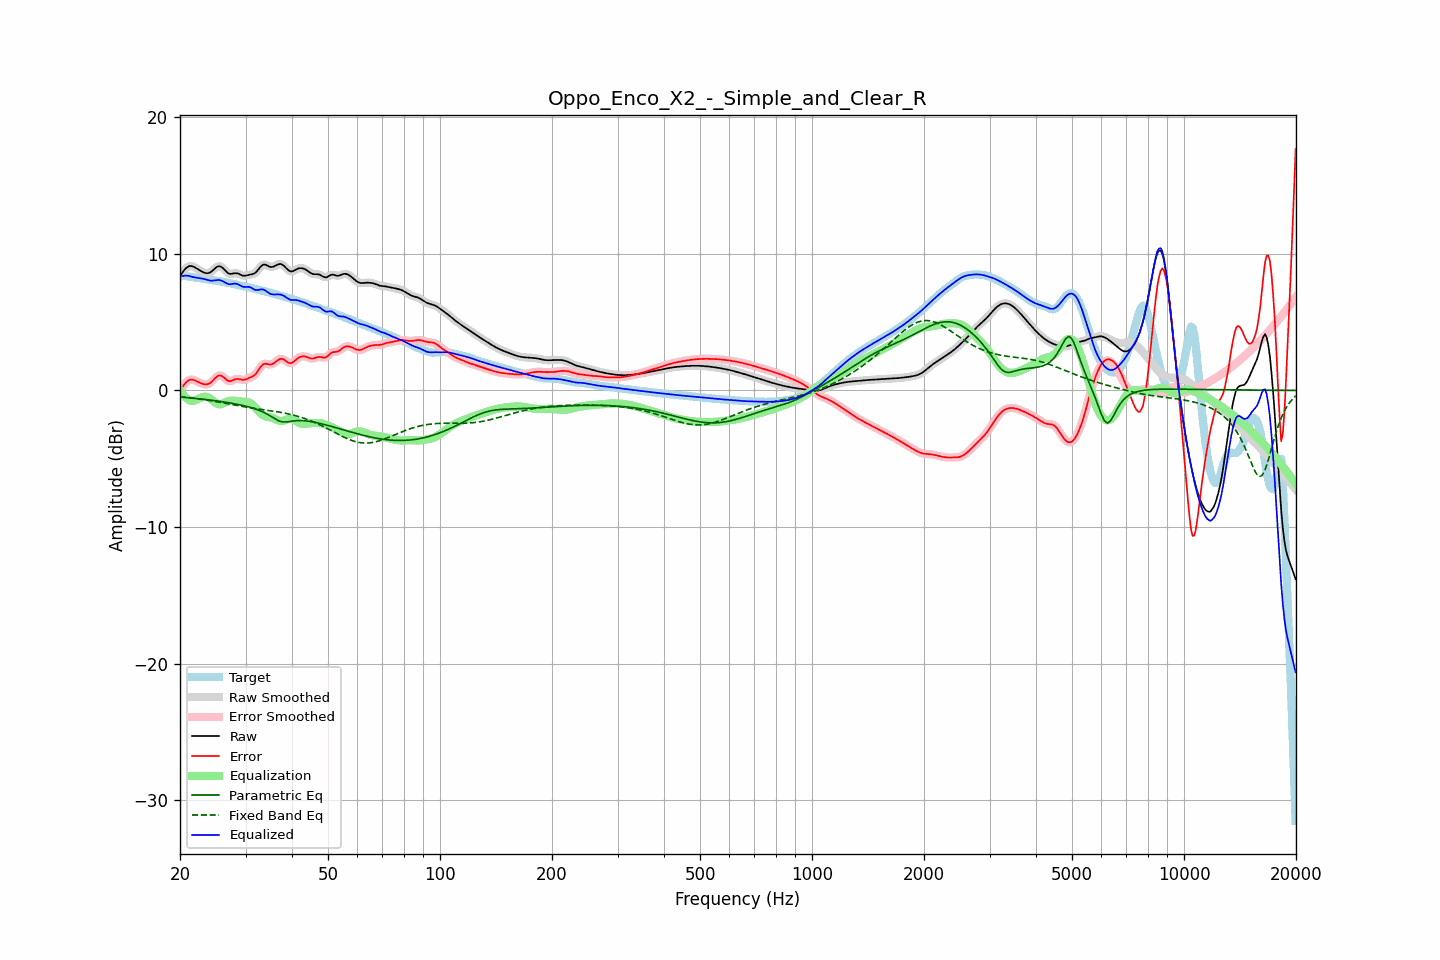 Oppo_Enco_X2_-_Simple_and_Clear_R
20
10
0
−10
−20
−30
Amplitude (dBr)
Target
Raw Smoothed
Error Smoothed
Raw
Error
Equalization
Parametric Eq
Fixed Band Eq
Equalized
20 50 100 200 500 1000 2000 5000 10000 20000
Frequency (Hz)